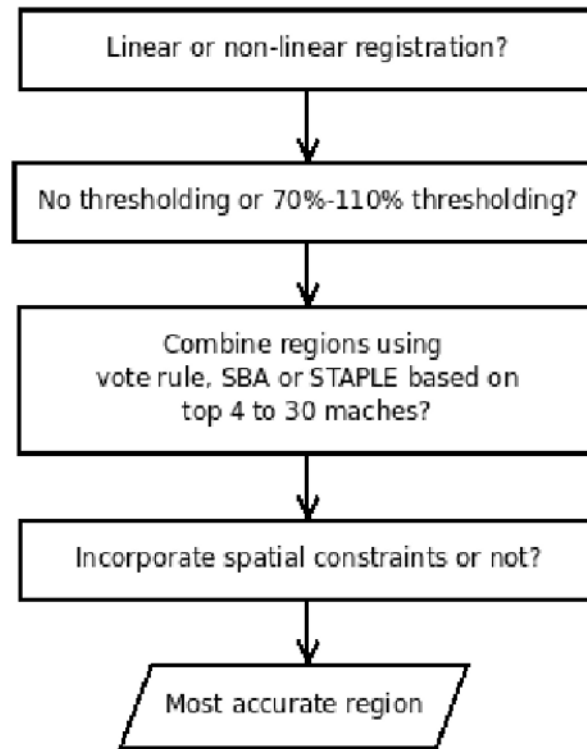 Linear or non-linear registration?
No thresholding or 70%-110% thresholding?
Combine regions using
vote rule, SBA or STAPLE based on
top 4 to 30 maches?
Incorporate spatial constraints or not?
Most accurate region